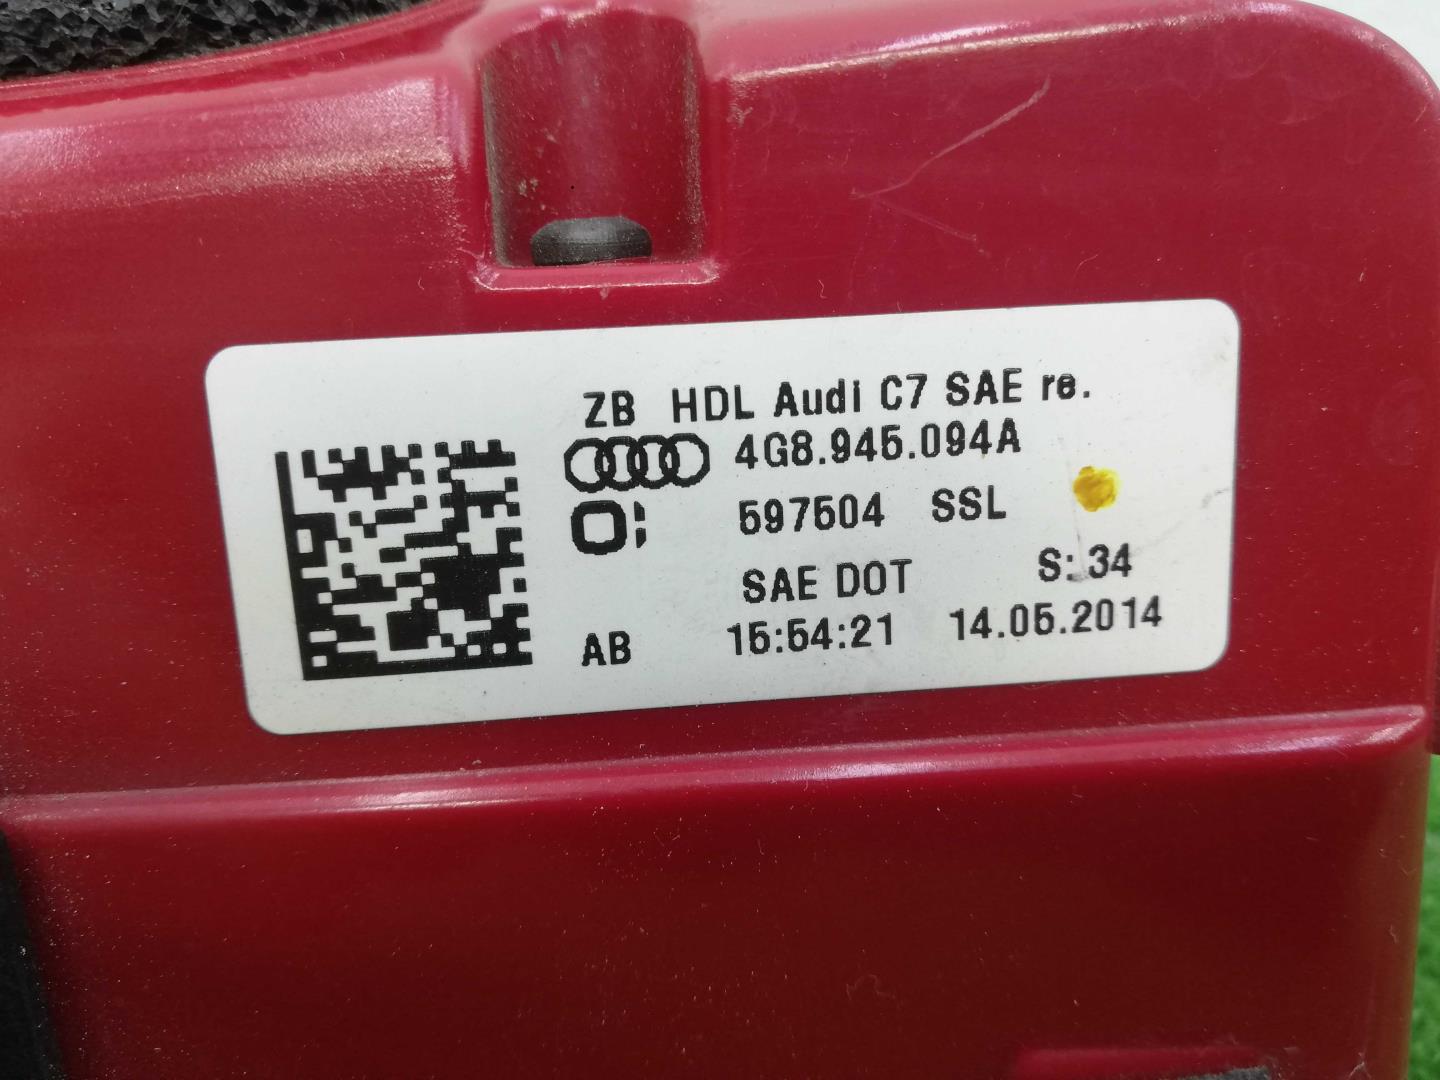 ZB HDL Audi C7 SAE re.
4G8.945.094A
597504 SSL
SAE DOT S: 34
AB 15:54:21 14.05.2014